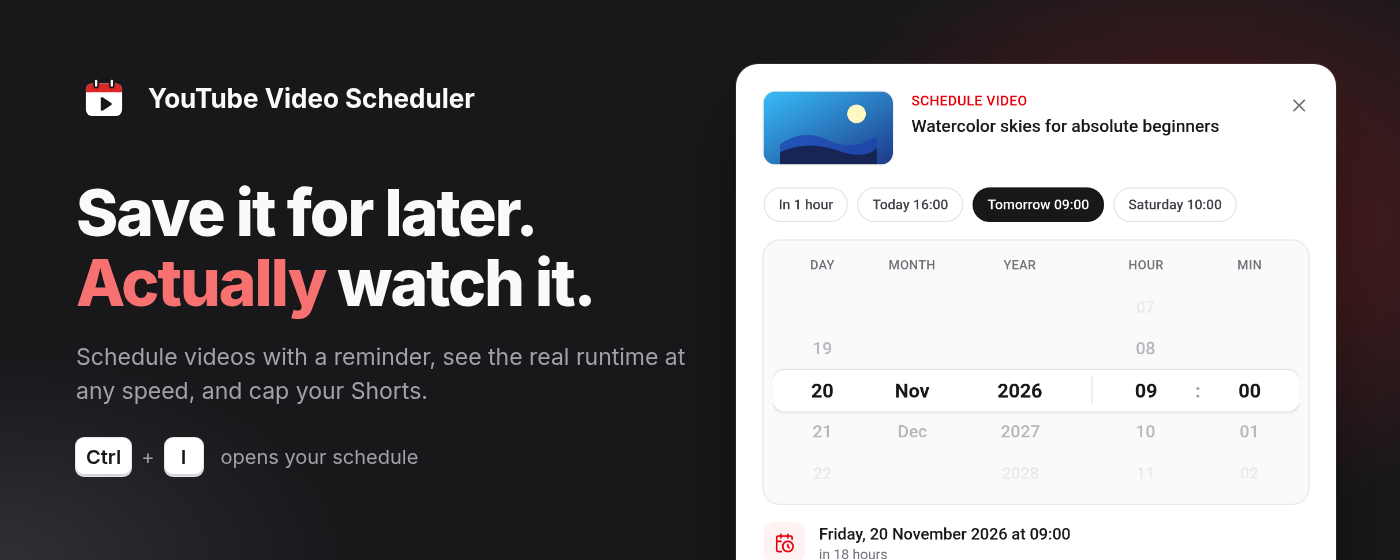 YouTube Video Scheduler
Save it for later.
Actually watch it.
Schedule videos with a reminder, see the real runtime at
any speed, and cap your Shorts.
Ctrl + I opens your schedule
SCHEDULE VIDEO
Watercolor skies for absolute beginners
In 1 hour Today 16:00 Tomorrow 09:00 Saturday 10:00
DAY MONTH YEAR HOUR MIN
07
19 08
20 Nov 2026 09 : 00
21 Dec 2027 10 01
22 2028 11 02
Friday, 20 November 2026 at 09:00
in 18 hours